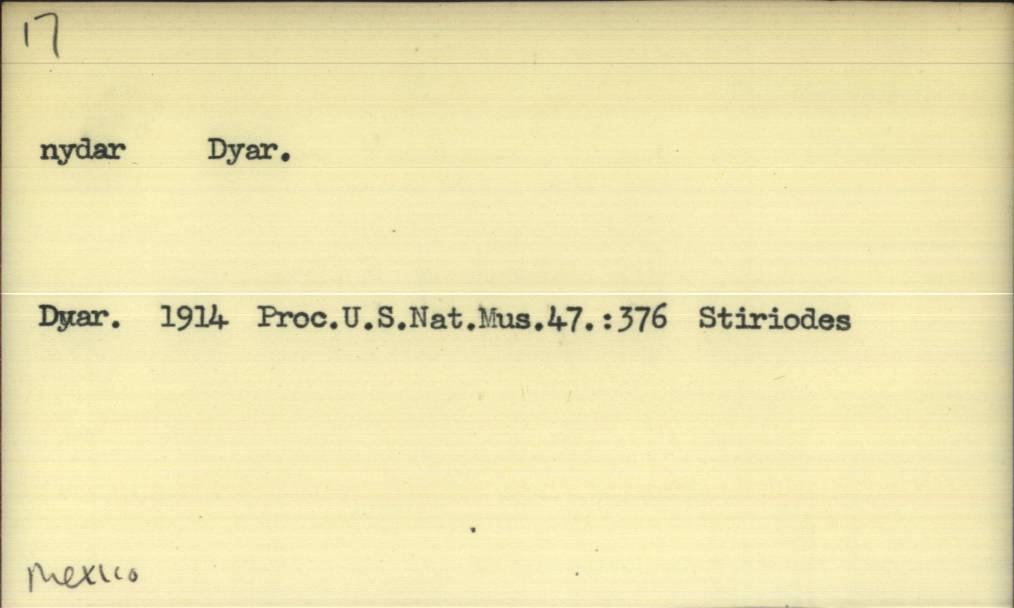 17
nydar Dyar.
Dyar. 1914 Proc.U.S.Nat.Mus.47.:376 Stiriodes
Mexico